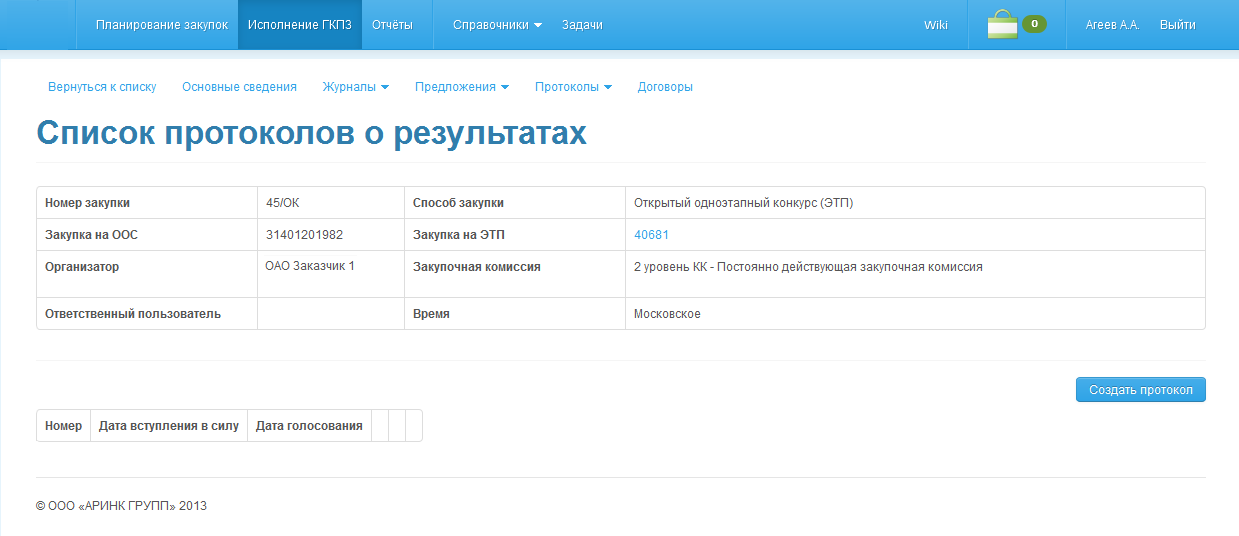 Планирование закупок Исполнение ГКПЗ Отчёты Справочники Задачи Wiki 0 Агеев А.А. Выйти
Вернуться к списку Основные сведения Журналы Предложения Протоколы Договоры
Список протоколов о результатах
Номер закупки 45/ОК Способ закупки Открытый одноэтапный конкурс (ЭТП)
Закупка на ООС 31401201982 Закупка на ЭТП 40681
Организатор ОАО Заказчик 1 Закупочная комиссия 2 уровень КК - Постоянно действующая закупочная комиссия
Ответственный пользователь Время Московское
Создать протокол
Номер Дата вступления в силу Дата голосования
© ООО «АРИНК ГРУПП» 2013